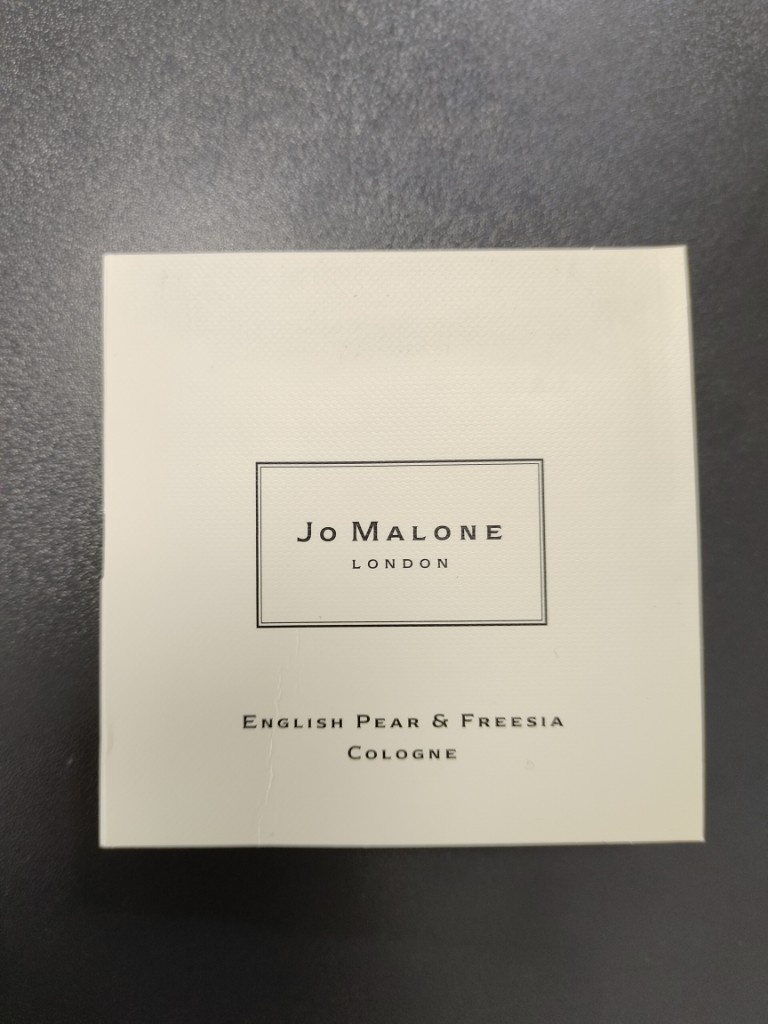 Jo Malone
LONDON
English Pear & Freesia
Cologne